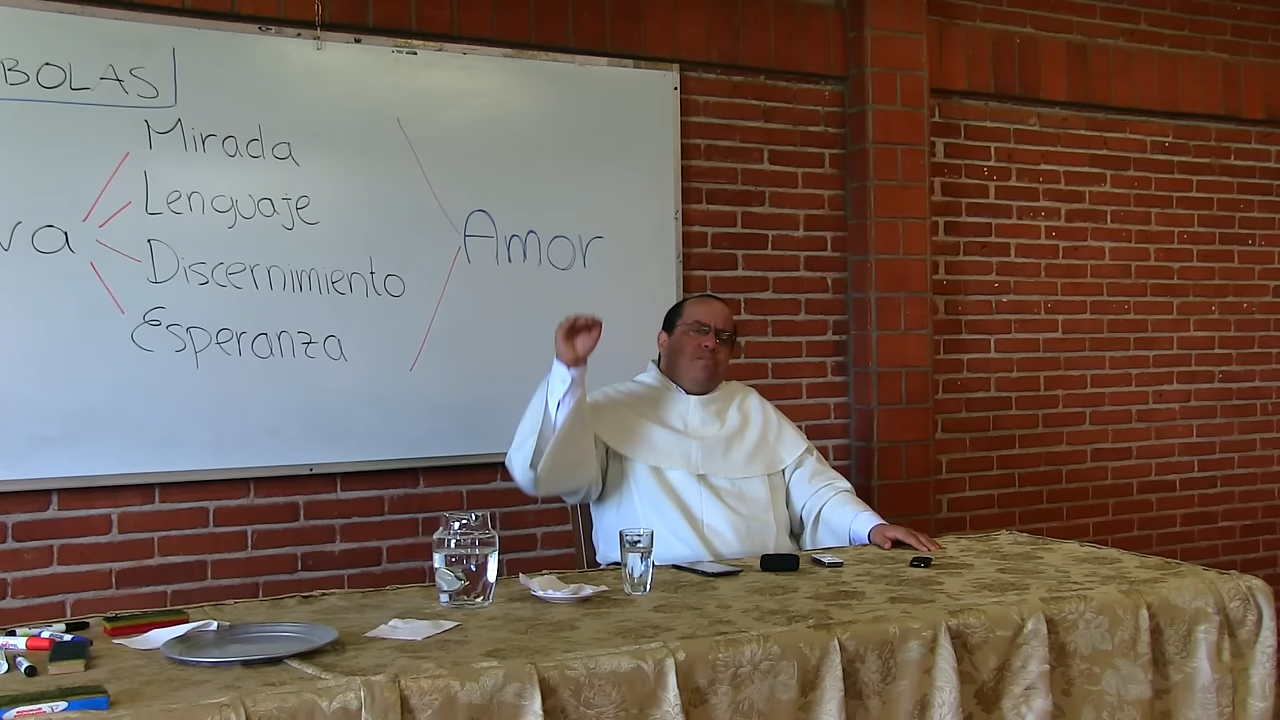 BOLAS
Mirada
Lenguaje
va
Discernimiento
Esperanza
Amor